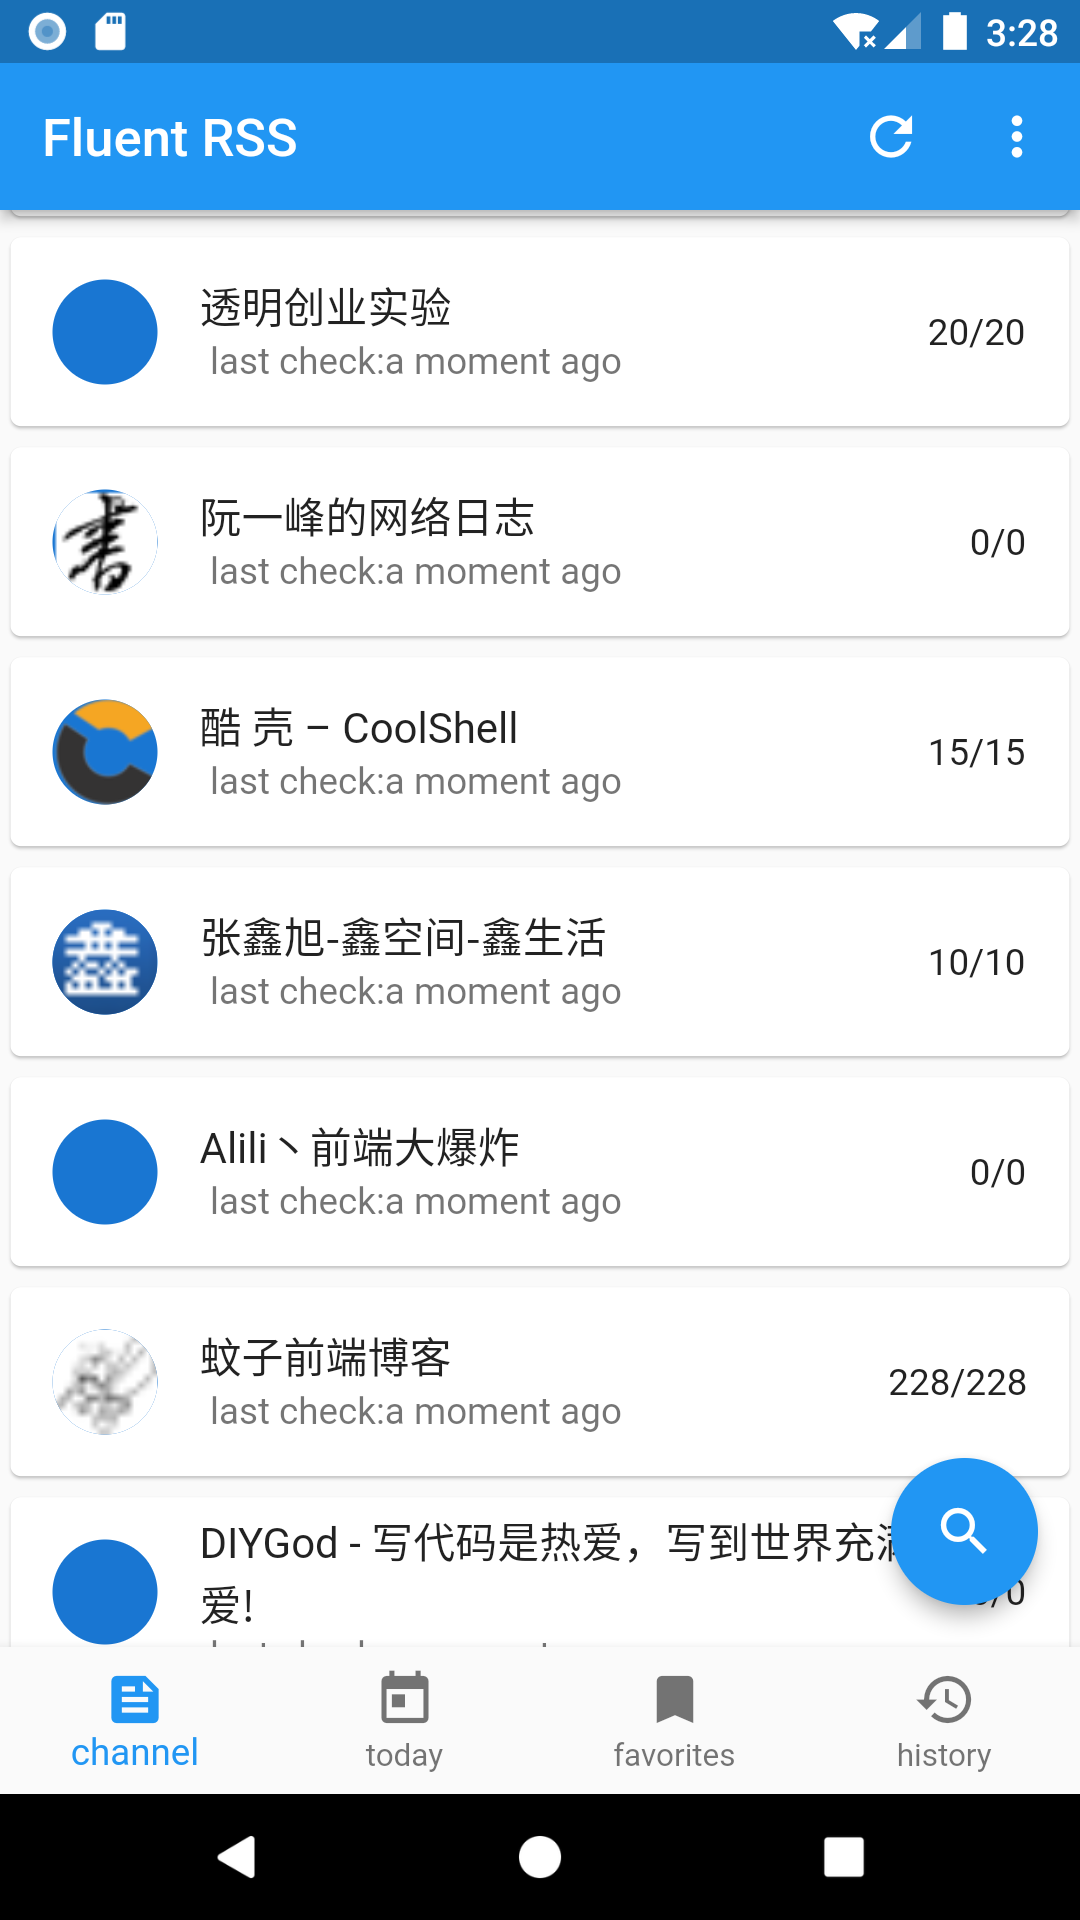 3:28
Fluent RSS
透明创业实验
last check:a moment ago
20/20
阮一峰的网络日志
last check:a moment ago
0/0
酷 壳 – CoolShell
last check:a moment ago
15/15
张鑫旭-鑫空间-鑫生活
last check:a moment ago
10/10
Alili丶前端大爆炸
last check:a moment ago
0/0
蚊子前端博客
last check:a moment ago
228/228
DIYGod - 写代码是热爱，写到世界充
爱!
/0
channel
today
favorites
history